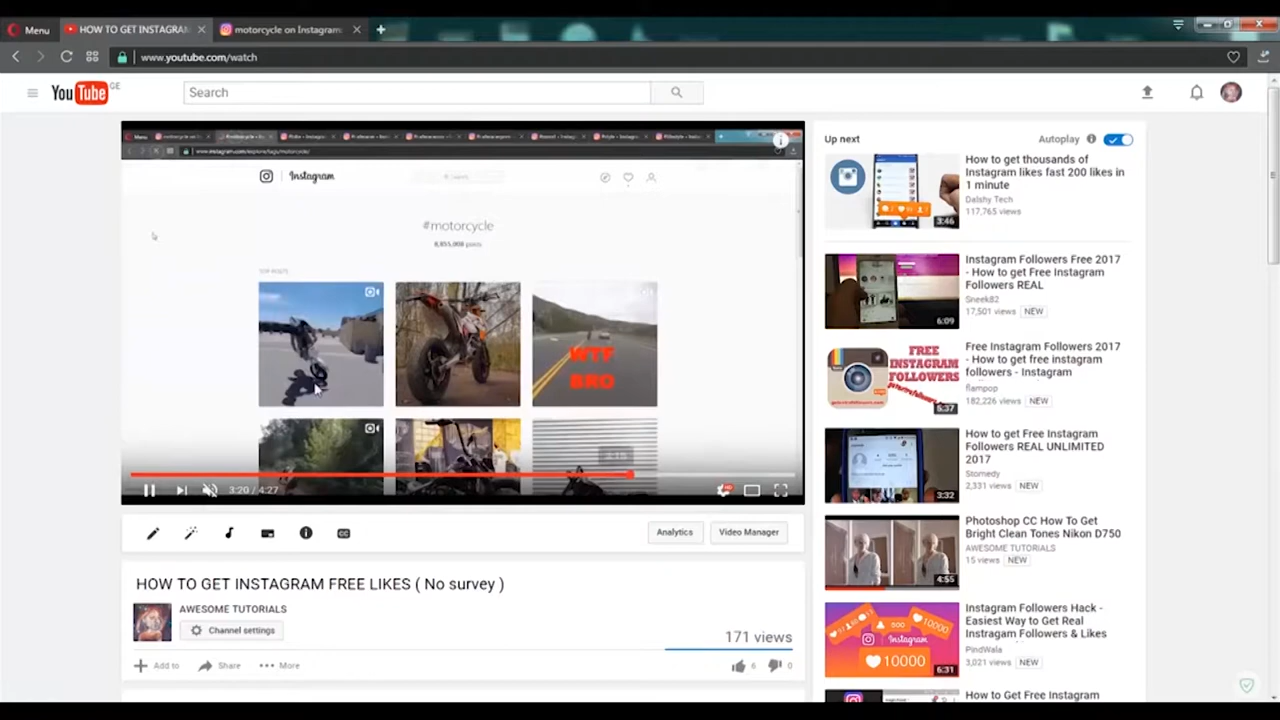 Menu
HOW TO GET INSTAGRAM
motorcycle on Instagram
www.youtube.com/watch
YouTube GE
Search
Instagram
#motorcycle
TOP POSTS
WTF
BRO
3:20 / 4:27
Analytics
Video Manager
HOW TO GET INSTAGRAM FREE LIKES ( No survey )
AWESOME TUTORIALS
Channel settings
171 views
Add to
Share
More
6
0
Up next
Autoplay
How to get thousands of
Instagram likes fast 200 likes in
1 minute
Dalshy Tech
117,765 views
3:46
Instagram Followers Free 2017
- How to get Free Instagram
Followers REAL
Sneek82
17,501 views NEW
6:09
FREE
INSTAGRAM
FOLLOWERS
Free Instagram Followers 2017
- How to get free instagram
followers - Instagram
flampop
182,226 views NEW
5:37
How to get Free Instagram
Followers REAL UNLIMITED
2017
Stomedy
2,331 views NEW
3:32
Photoshop CC How To Get
Bright Clean Tones Nikon D750
AWESOME TUTORIALS
15 views NEW
4:55
Instagram
10000
Instagram Followers Hack -
Easiest Way to Get Real
Instragam Followers & Likes
PindWala
3,021 views NEW
6:31
How to Get Free Instagram